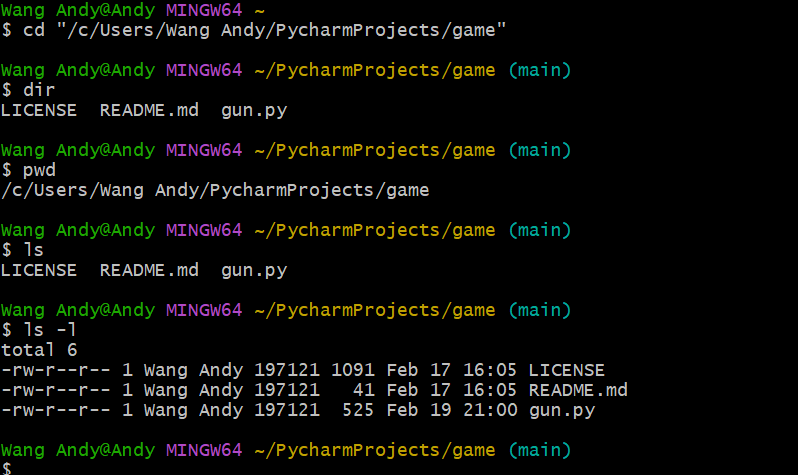 Wang Andy@Andy MINGW64 ~
$ cd "/c/Users/Wang Andy/PycharmProjects/game"
Wang Andy@Andy MINGW64 ~/PycharmProjects/game (main)
$ dir
LICENSE  README.md  gun.py
Wang Andy@Andy MINGW64 ~/PycharmProjects/game (main)
$ pwd
/c/Users/Wang Andy/PycharmProjects/game
Wang Andy@Andy MINGW64 ~/PycharmProjects/game (main)
$ ls
LICENSE  README.md  gun.py
Wang Andy@Andy MINGW64 ~/PycharmProjects/game (main)
$ ls -l
total 6
-rw-r--r-- 1 Wang Andy 197121 1091 Feb 17 16:05 LICENSE
-rw-r--r-- 1 Wang Andy 197121   41 Feb 17 16:05 README.md
-rw-r--r-- 1 Wang Andy 197121  525 Feb 19 21:00 gun.py
Wang Andy@Andy MINGW64 ~/PycharmProjects/game (main)
$